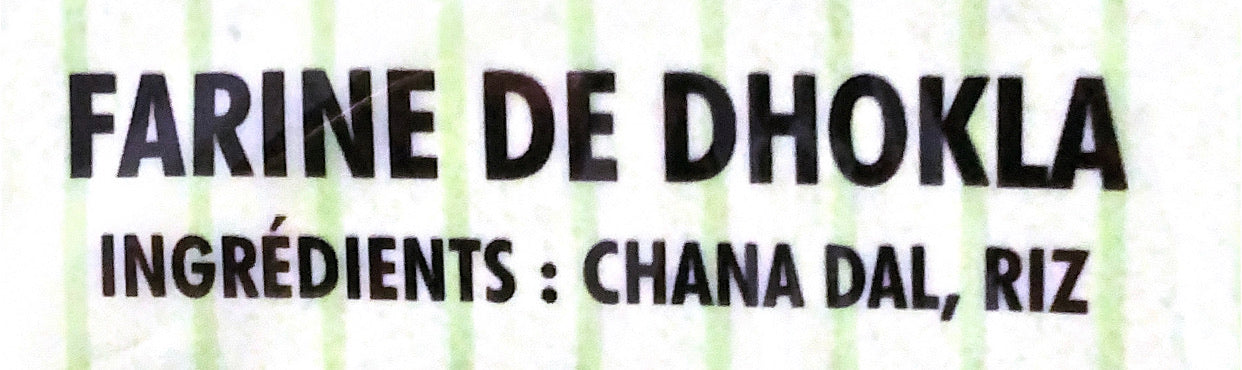 FARINE DE DHOKLA
INGRÉDIENTS : CHANA DAL, RIZ